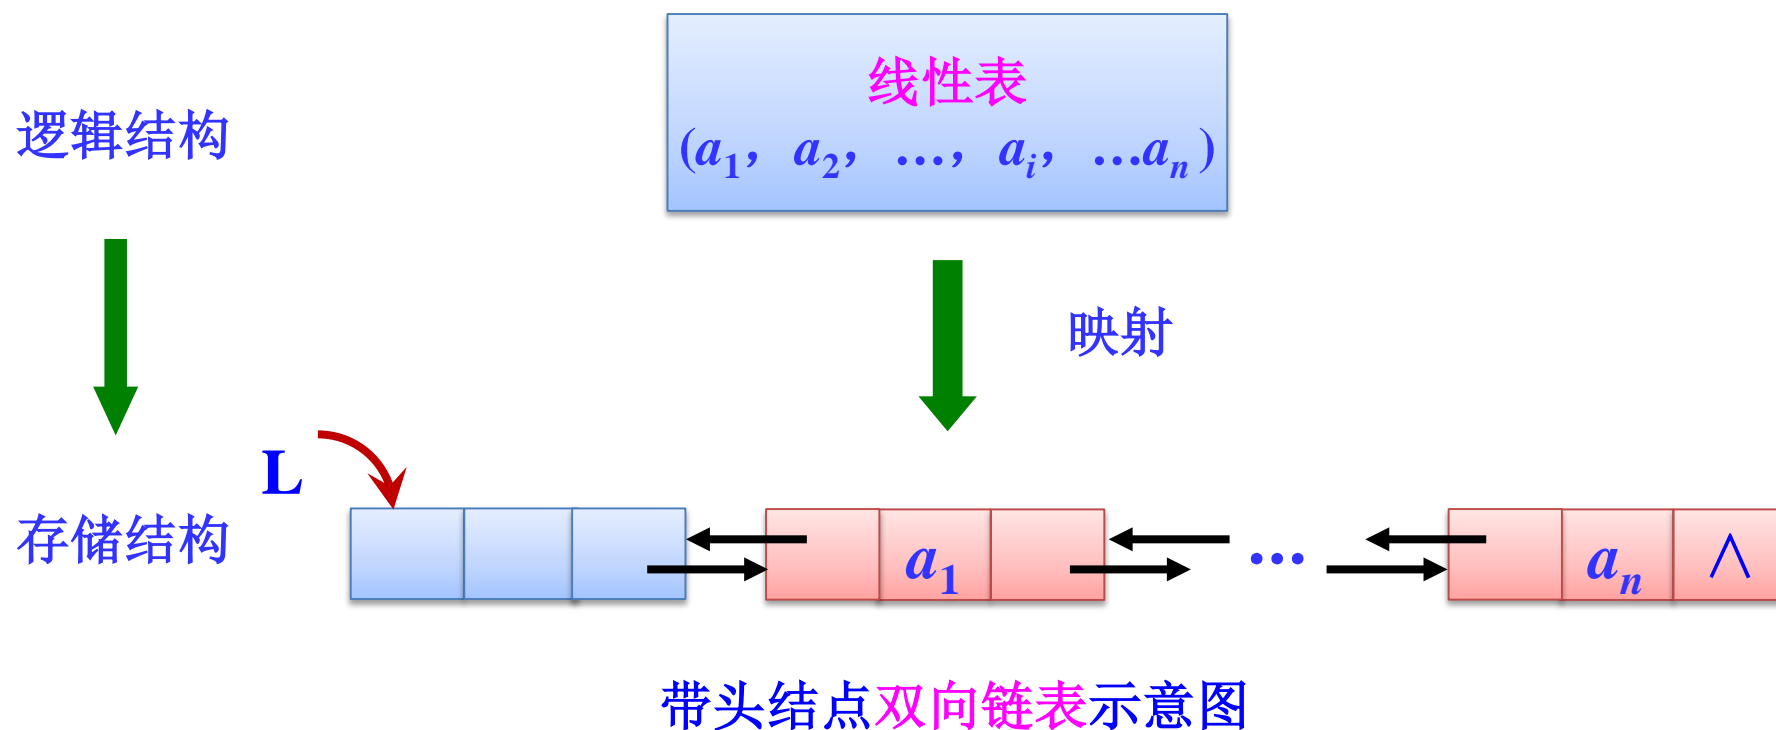 线性表
(a1， a2， …， ai， …an )
逻辑结构
映射
L
存储结构
a1
…
an
∧
带头结点双向链表示意图